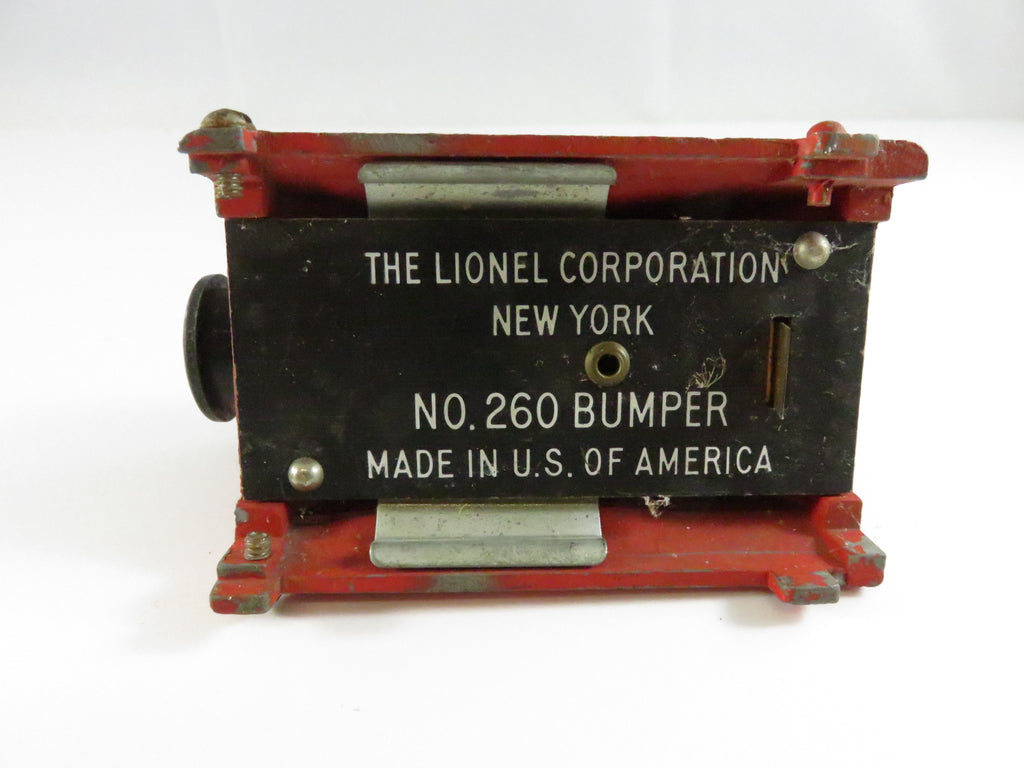 THE LIONEL CORPORATION
NEW YORK
NO. 260 BUMPER
MADE IN U.S. OF AMERICA